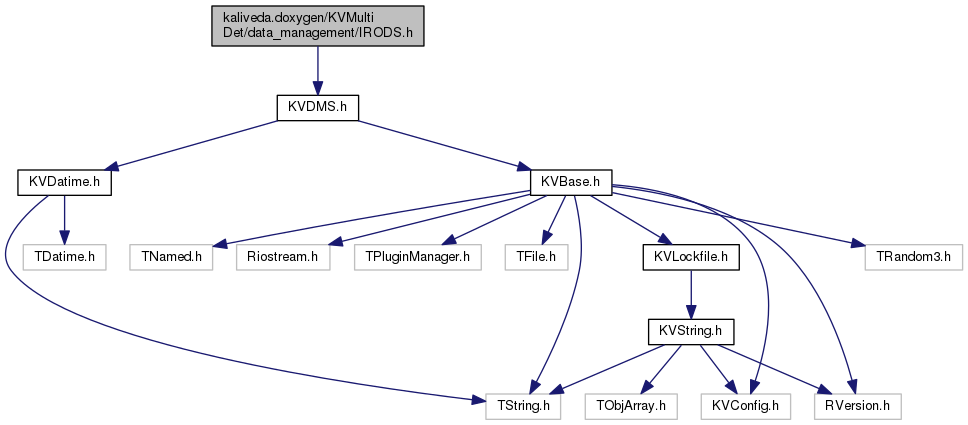 kaliveda.doxygen/KVMulti
Det/data_management/IRODS.h
KVDMS.h
KVDatime.h
KVBase.h
TDatime.h
TNamed.h
Riostream.h
TPluginManager.h
TFile.h
KVLockfile.h
TRandom3.h
KVString.h
TString.h
TObjArray.h
KVConfig.h
RVersion.h